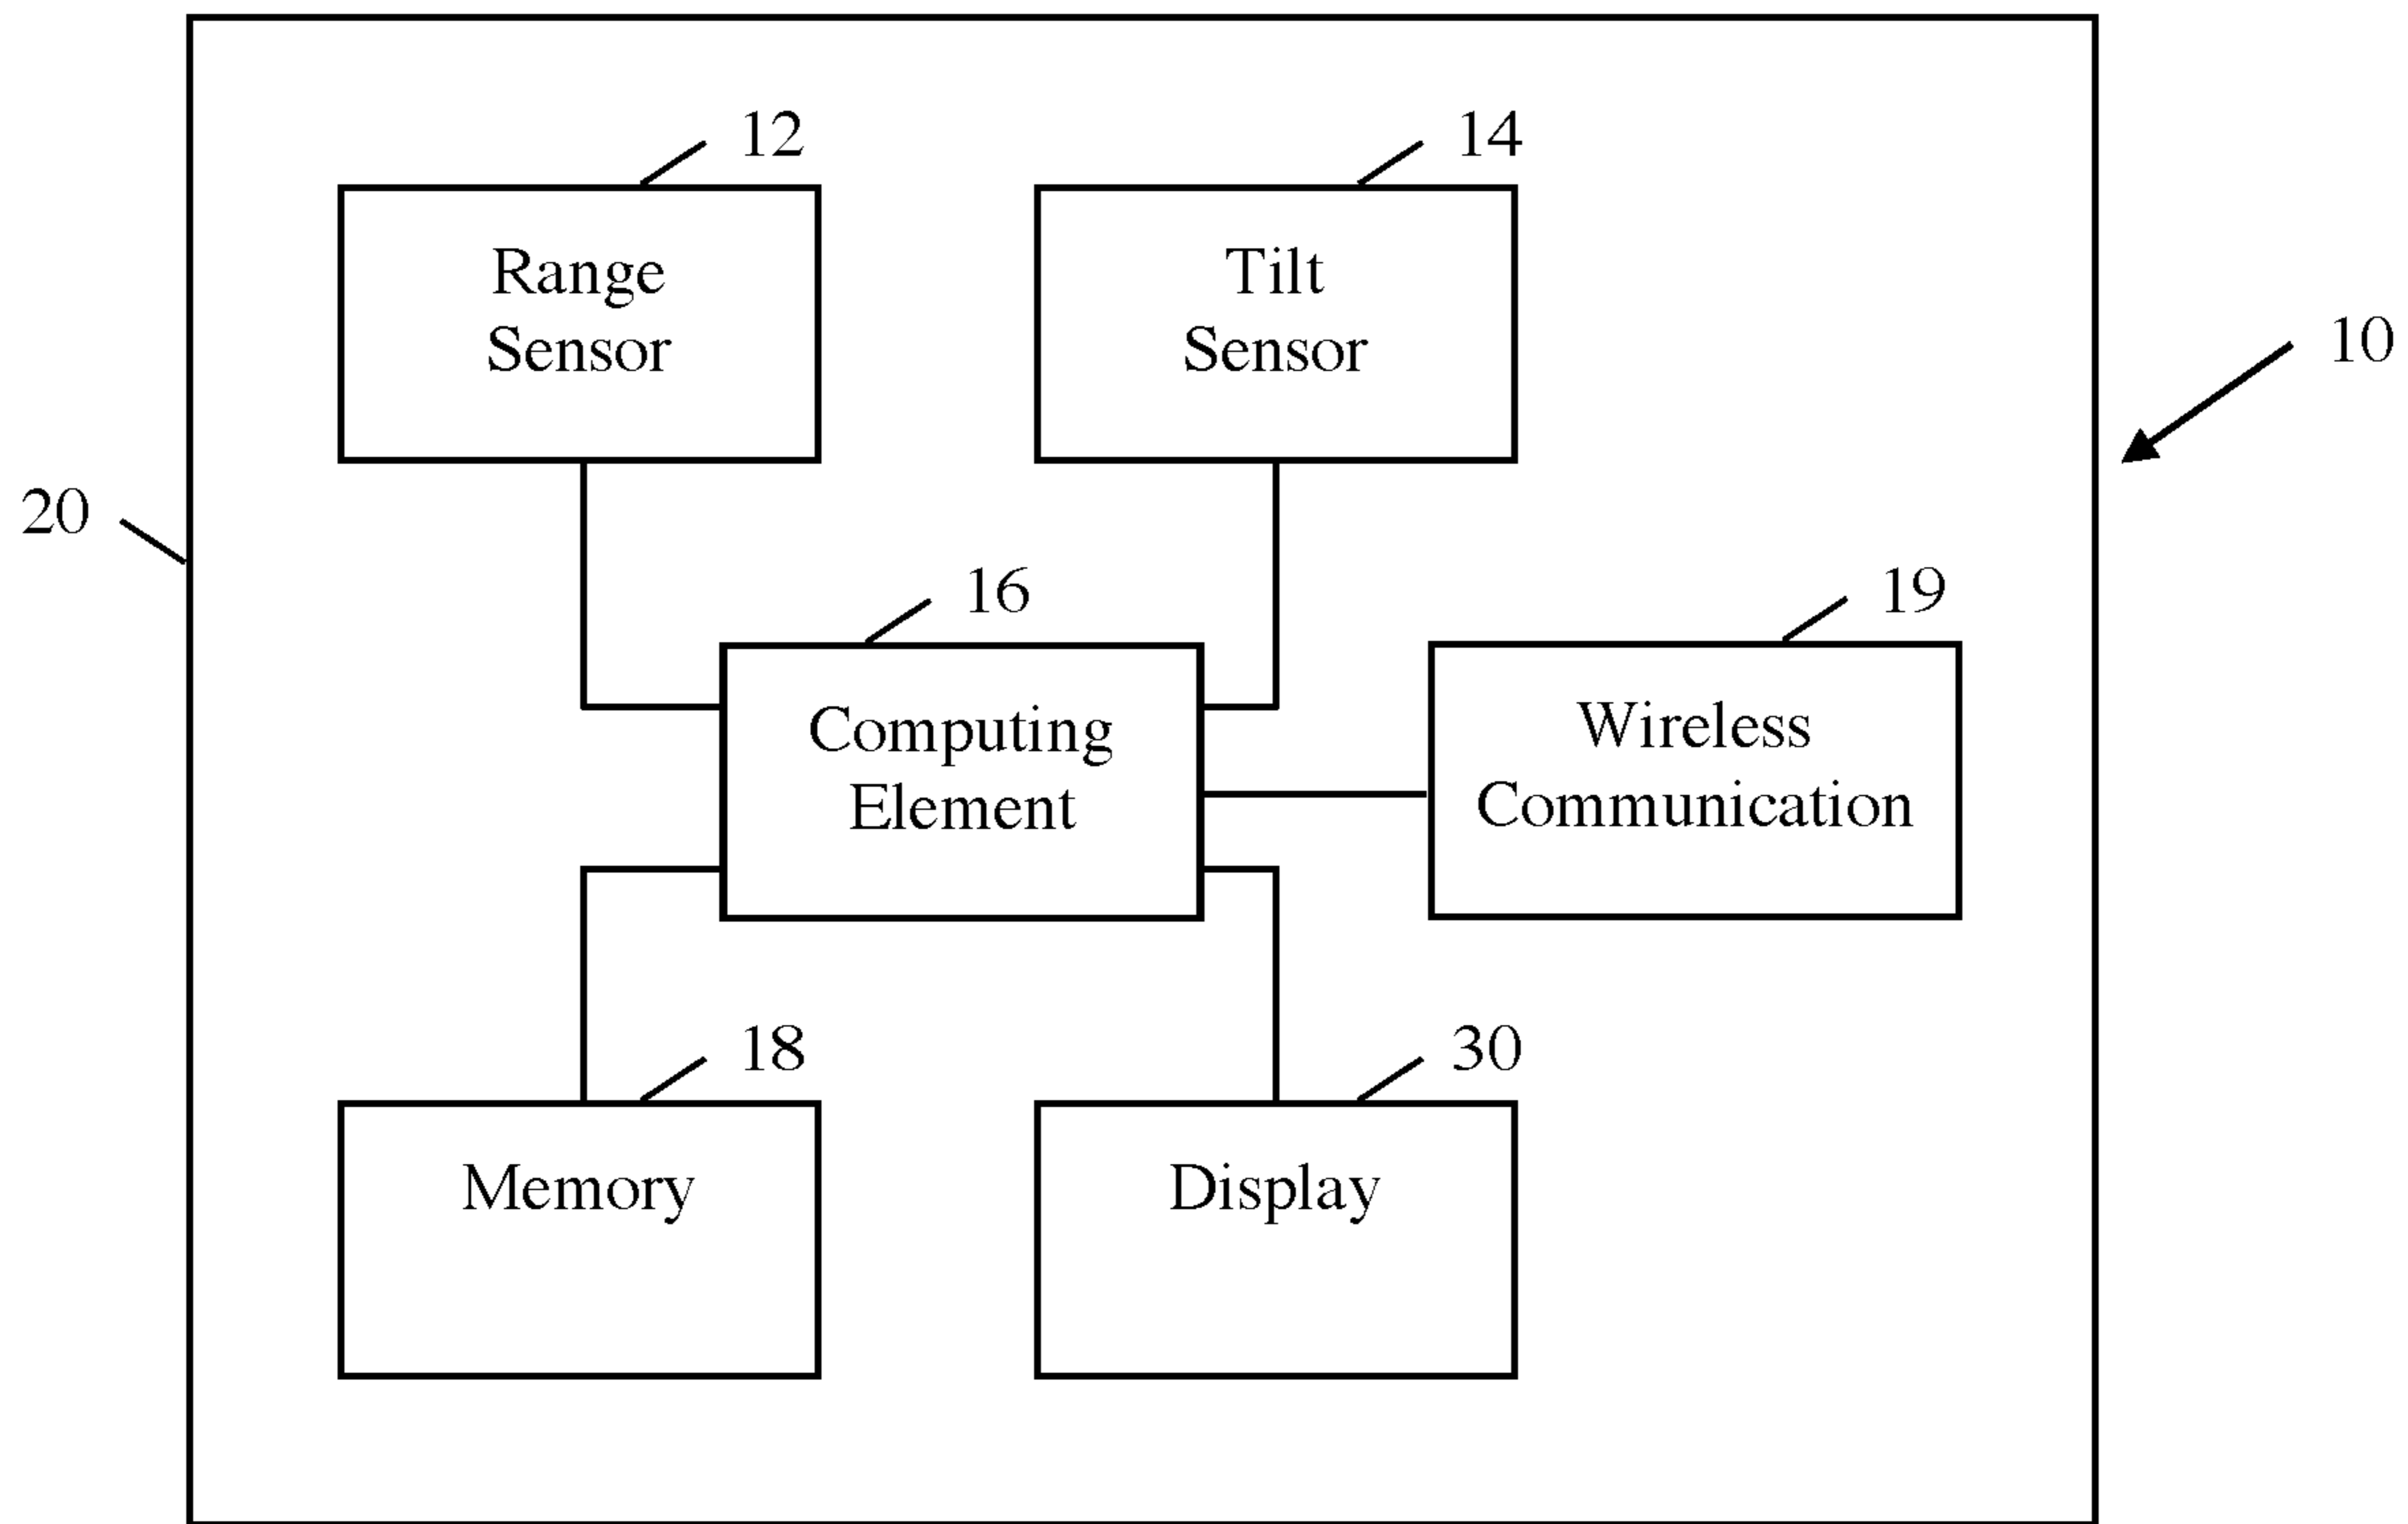 12
14
Range
Sensor
Tilt
Sensor
10
20
16
19
Computing
Element
Wireless
Communication
18
30
Memory
Display